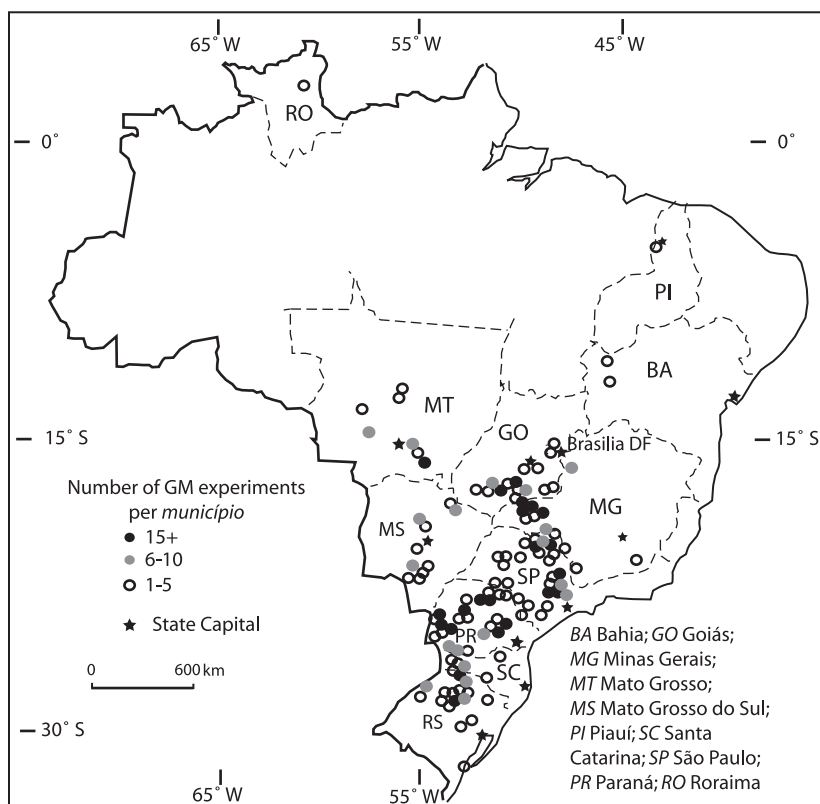 65° W 55° W 45° W
RO
0° 0°
PI
BA
MT
15° S GO Brasilia DF 15° S
Number of GM experiments
per município
15+
6-10
1-5
State Capital
0 600 km
MS
MG
SP
PR
SC
RS
BA Bahia; GO Goiás;
MG Minas Gerais;
MT Mato Grosso;
MS Mato Grosso do Sul;
PI Piauí; SC Santa
Catarina; SP São Paulo;
PR Paraná; RO Roraima
30° S
65° W 55° W